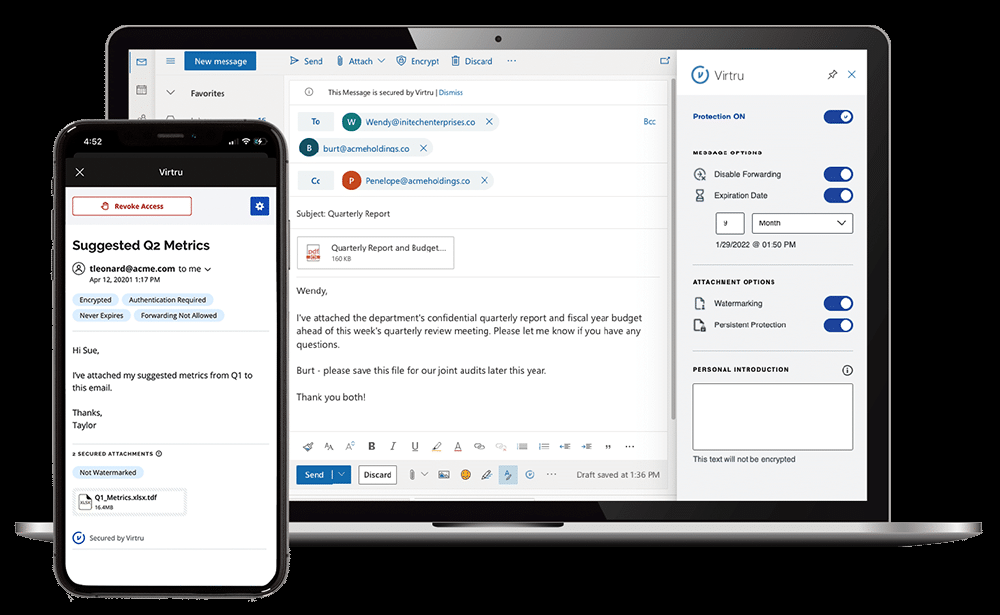 New message
Send
Attach
Encrypt
Discard
Favorites
This Message is secured by Virtru | Dismiss
To
W
Wendy@initechenterprises.co
Bcc
B
burt@acmeholdings.co
Cc
P
Penelope@acmeholdings.co
Subject: Quarterly Report
pdf
Quarterly Report and Budget...
160 KB
Wendy,
I've attached the department's confidential quarterly report and fiscal year budget
ahead of this week's quarterly review meeting. Please let me know if you have any
questions.
Burt - please save this file for our joint audits later this year.
Thank you both!
B I U
Send
Discard
Draft saved at 1:36 PM
Virtru
Protection ON
MESSAGE OPTIONS
Disable Forwarding
Expiration Date
Month
1/29/2022 @ 01:50 PM
ATTACHMENT OPTIONS
Watermarking
Persistent Protection
PERSONAL INTRODUCTION
This text will not be encrypted
4:52
Virtru
Revoke Access
Suggested Q2 Metrics
tleonard@acme.com to me
Apr 12, 20201 1:17 PM
Encrypted
Authentication Required
Never Expires
Forwarding Not Allowed
Hi Sue,
I've attached my suggested metrics from Q1 to
this email.
Thanks,
Taylor
2 SECURED ATTACHMENTS
Not Watermarked
XLSX
Q1_Metrics.xlsx.tdf
16.4MB
Secured by Virtru